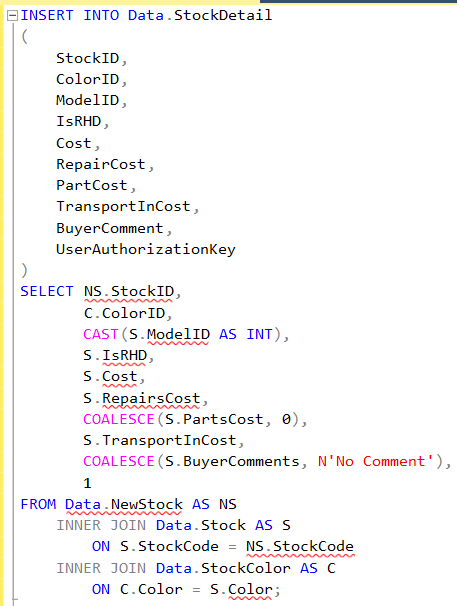 INSERT INTO Data.StockDetail
(
    StockID,
    ColorID,
    ModelID,
    IsRHD,
    Cost,
    RepairCost,
    PartCost,
    TransportInCost,
    BuyerComment,
    UserAuthorizationKey
)
SELECT NS.StockID,
       C.ColorID,
       CAST(S.ModelID AS INT),
       S.IsRHD,
       S.Cost,
       S.RepairsCost,
       COALESCE(S.PartsCost, 0),
       S.TransportInCost,
       COALESCE(S.BuyerComments, N'No Comment'),
       1
FROM Data.NewStock AS NS
    INNER JOIN Data.Stock AS S
        ON S.StockCode = NS.StockCode
    INNER JOIN Data.StockColor AS C
        ON C.Color = S.Color;